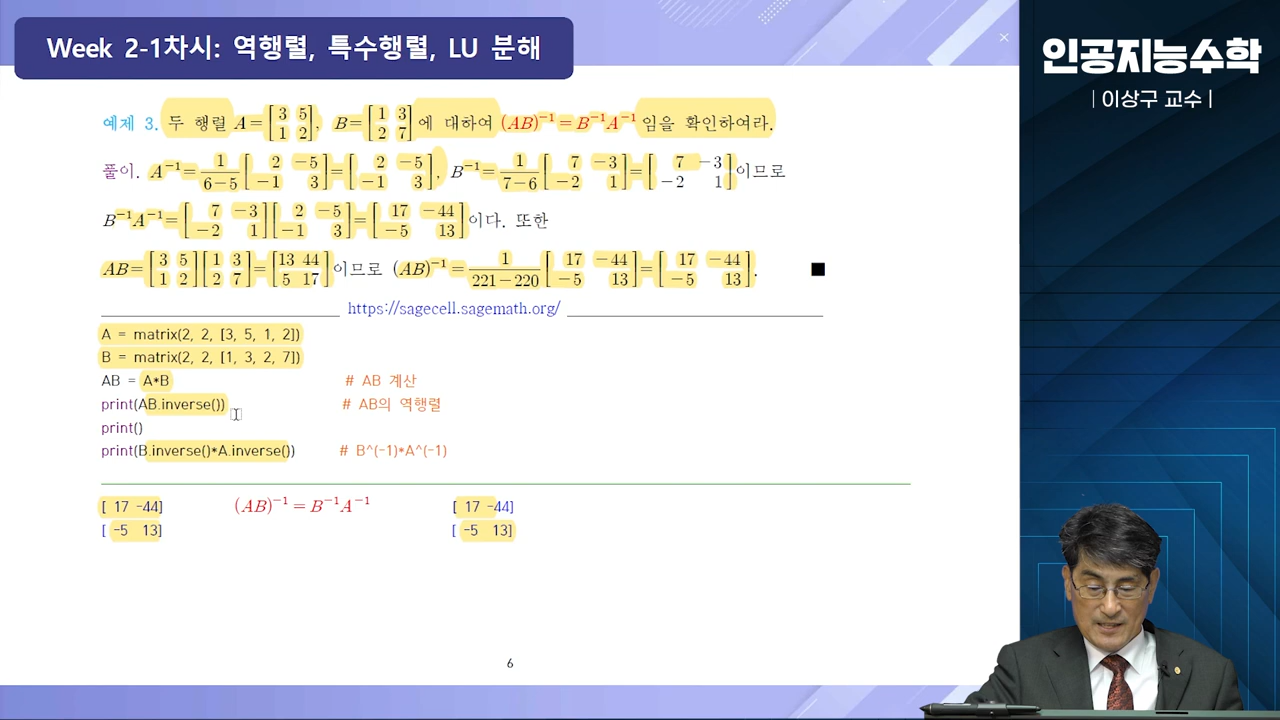 Week 2-1차시: 역행렬, 특수행렬, LU 분해
인공지능수학
| 이상구 교수 |
예제 3. 두 행렬 A=[3 5; 1 2], B=[1 3; 2 7]에 대하여 (AB)⁻¹=B⁻¹A⁻¹임을 확인하여라.
풀이. A⁻¹=1/(6-5)[2 -5; -1 3]=[2 -5; -1 3], B⁻¹=1/(7-6)[7 -3; -2 1]=[7 -3; -2 1]이므로
B⁻¹A⁻¹=[7 -3; -2 1][2 -5; -1 3]=[17 -44; -5 13]이다. 또한
AB=[3 5; 1 2][1 3; 2 7]=[13 44; 5 17]이므로 (AB)⁻¹=1/(221-220)[17 -44; -5 13]=[17 -44; -5 13]. ■
https://sagecell.sagemath.org/
A = matrix(2, 2, [3, 5, 1, 2])
B = matrix(2, 2, [1, 3, 2, 7])
AB = A*B # AB 계산
print(AB.inverse()) # AB의 역행렬
print()
print(B.inverse()*A.inverse()) # B^(-1)*A^(-1)
[ 17 -44] (AB)⁻¹=B⁻¹A⁻¹ [ 17 -44]
[ -5 13] [ -5 13]
6